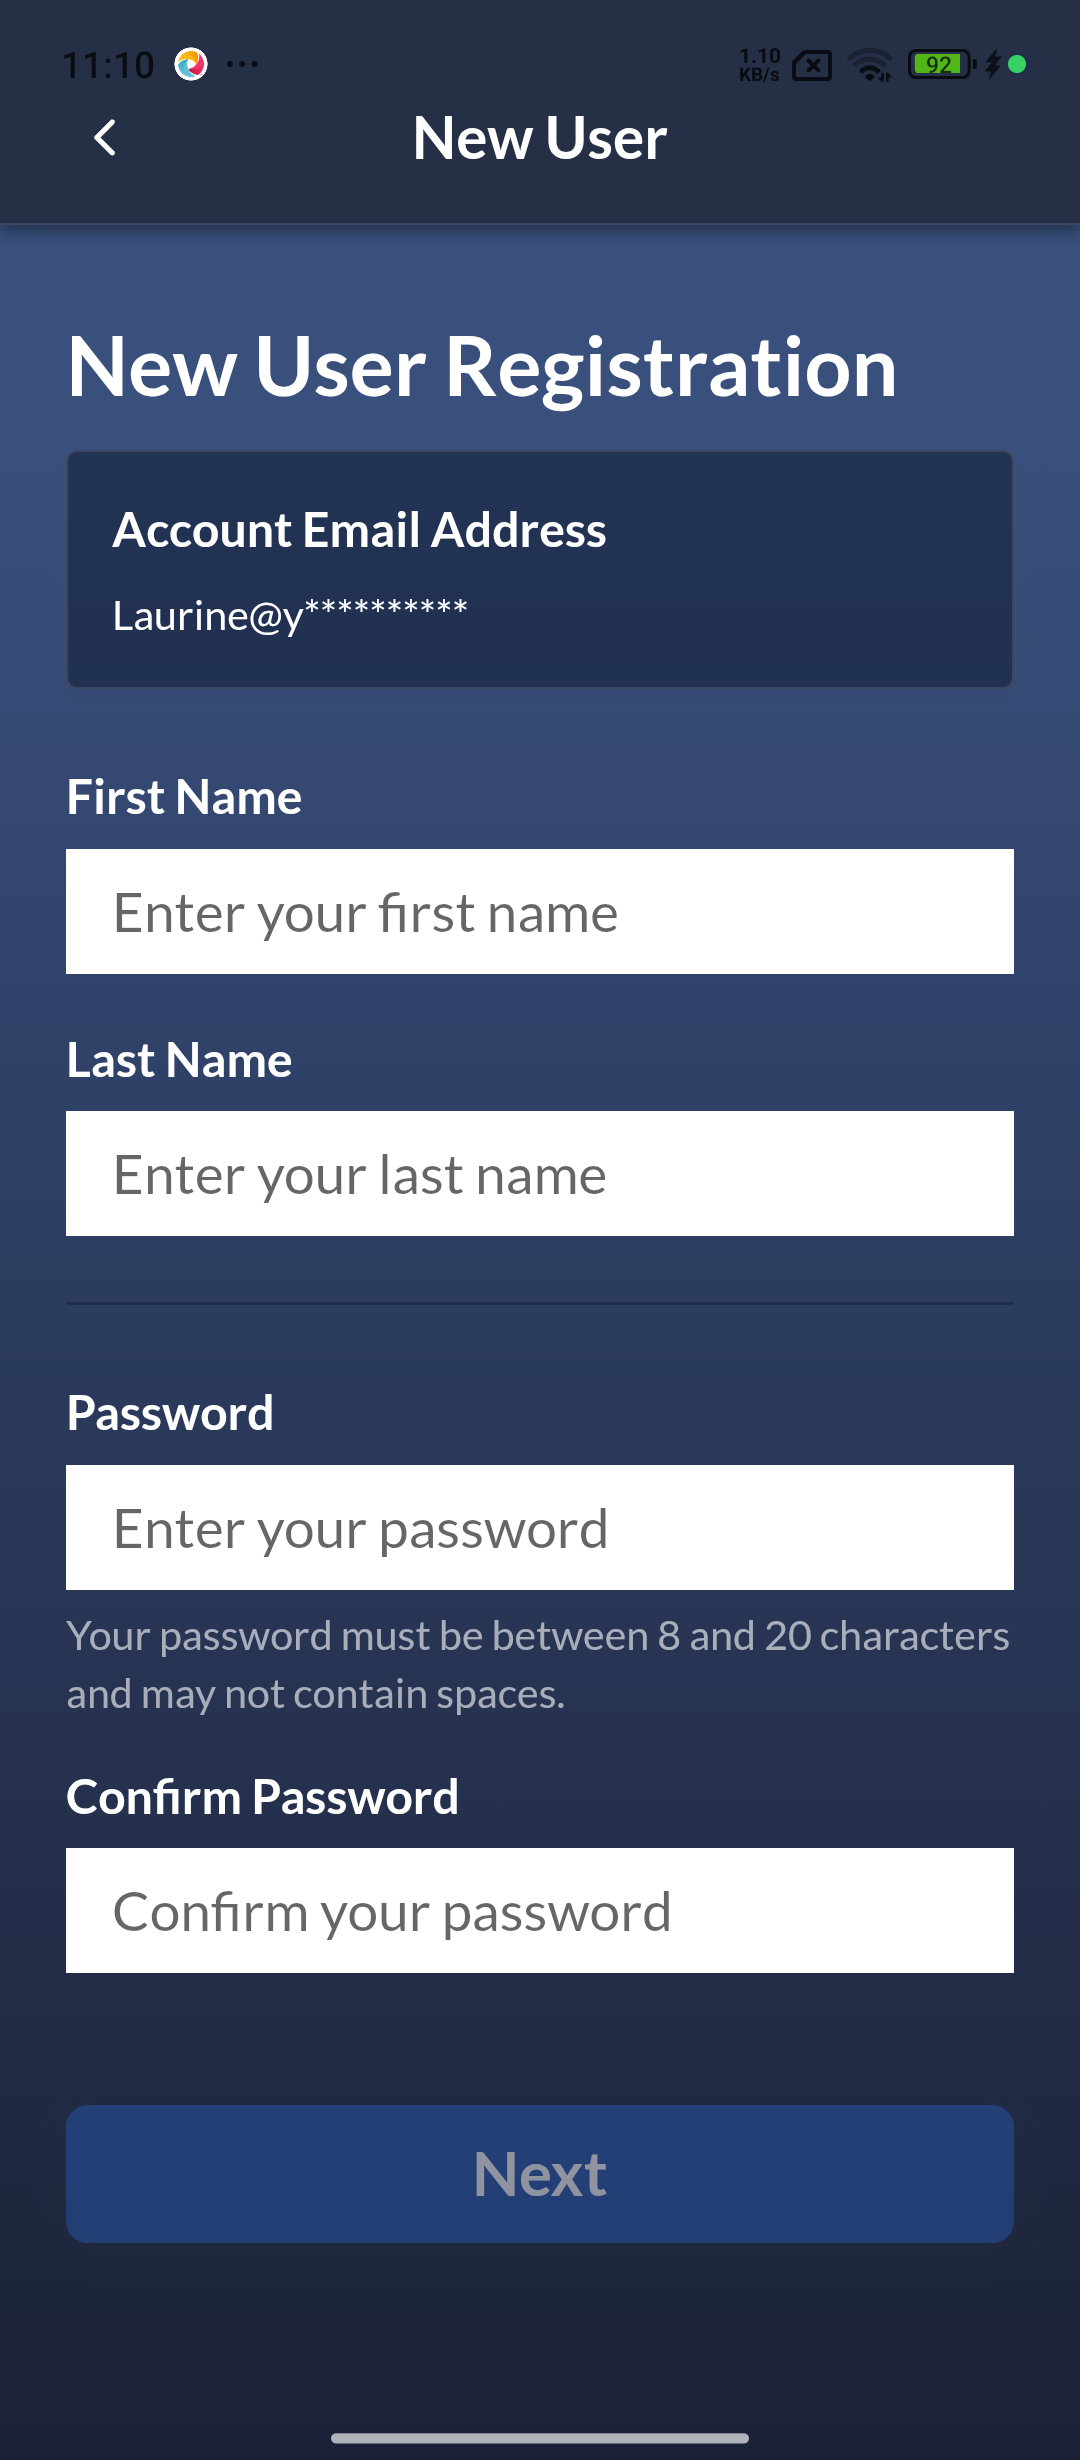 11:10
1.10
KB/s
92
New User
New User Registration
Account Email Address
Laurine@y**********
First Name
Enter your first name
Last Name
Enter your last name
Password
Enter your password
Your password must be between 8 and 20 characters
and may not contain spaces.
Confirm Password
Confirm your password
Next